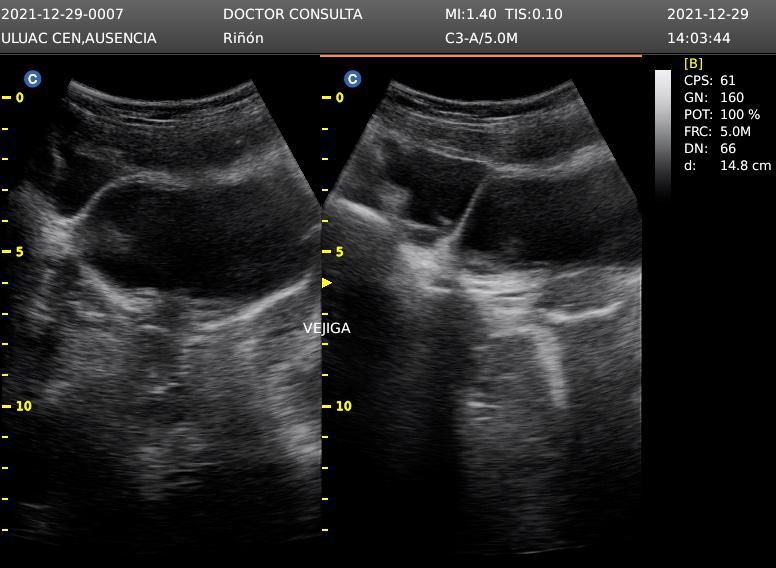 2021-12-29-0007 DOCTOR CONSULTA MI:1.40 TIS:0.10 2021-12-29
ULUAC CEN,AUSENCIA Riñón C3-A/5.0M 14:03:44
C
C
[B]
CPS: 61
GN: 160
POT: 100 %
FRC: 5.0M
DN: 66
d: 14.8 cm
0
0
5
5
VEJIGA
10
10